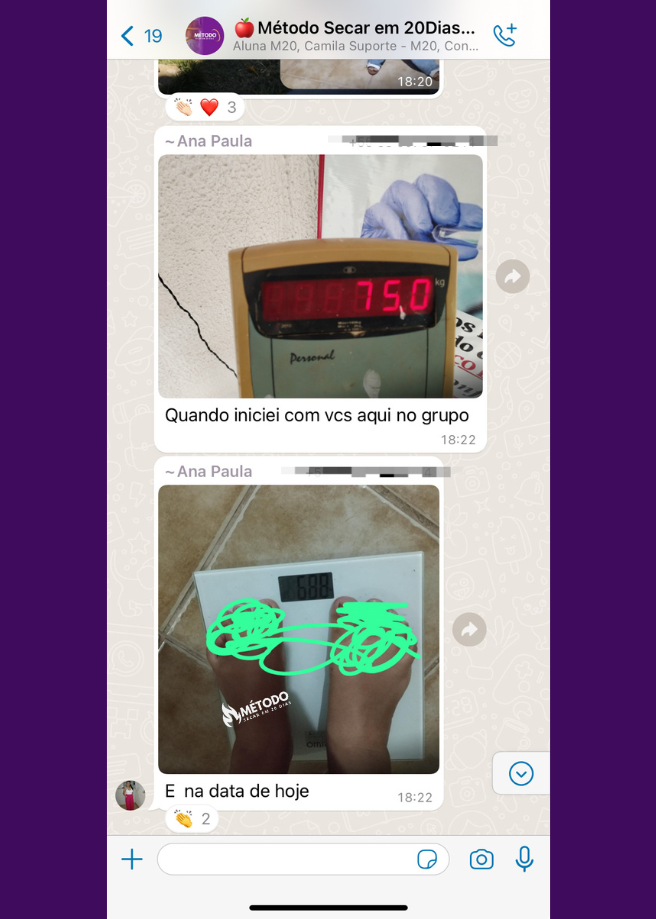 19
Método Secar em 20Dias...
MÉTODO
Aluna M20, Camila Suporte - M20, Con...
18:20
3
~Ana Paula
kg
75.0
Personal
Quando iniciei com vcs aqui no grupo
18:22
~Ana Paula
68.8
MÉTODO
SECAR EM 20 DIAS
E na data de hoje
18:22
2